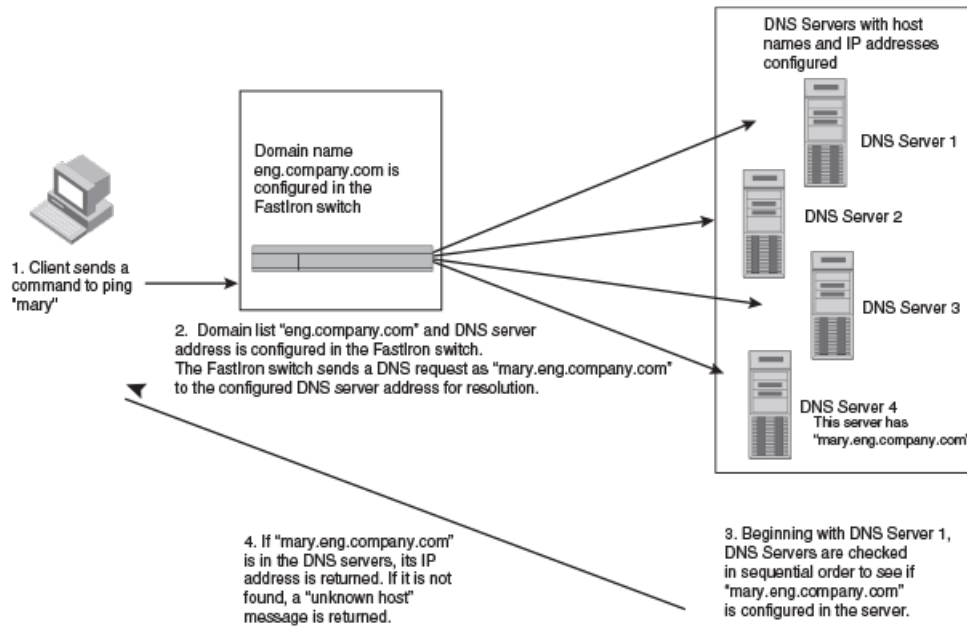 DNS Servers with host
names and IP addresses
configured
DNS Server 1
DNS Server 2
DNS Server 3
DNS Server 4
This server has
"mary.eng.company.com"
Domain name
eng.company.com is
configured in the
FastIron switch
1. Client sends a
command to ping
"mary"
2. Domain list "eng.company.com" and DNS server
address is configured in the FastIron switch.
The FastIron switch sends a DNS request as "mary.eng.company.com"
to the configured DNS server address for resolution.
3. Beginning with DNS Server 1,
DNS Servers are checked
in sequential order to see if
"mary.eng.company.com"
is configured in the server.
4. If "mary.eng.company.com"
is in the DNS servers, its IP
address is returned. If it is not
found, a "unknown host"
message is returned.